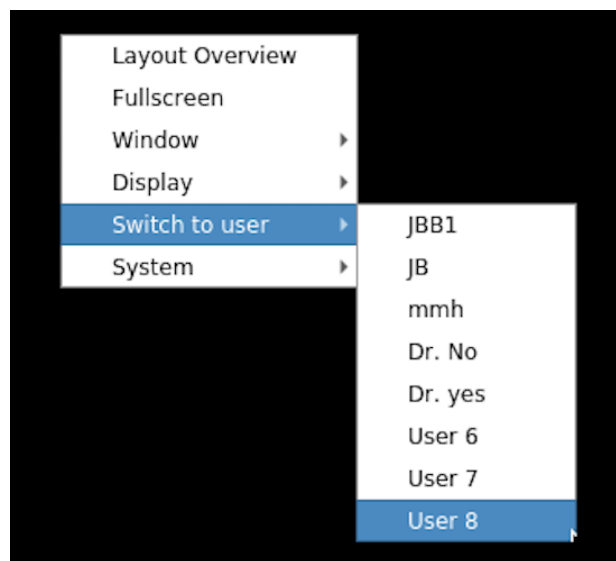 Layout Overview
Fullscreen
Window
Display
Switch to user
System
JBB1
JB
mmh
Dr. No
Dr. yes
User 6
User 7
User 8